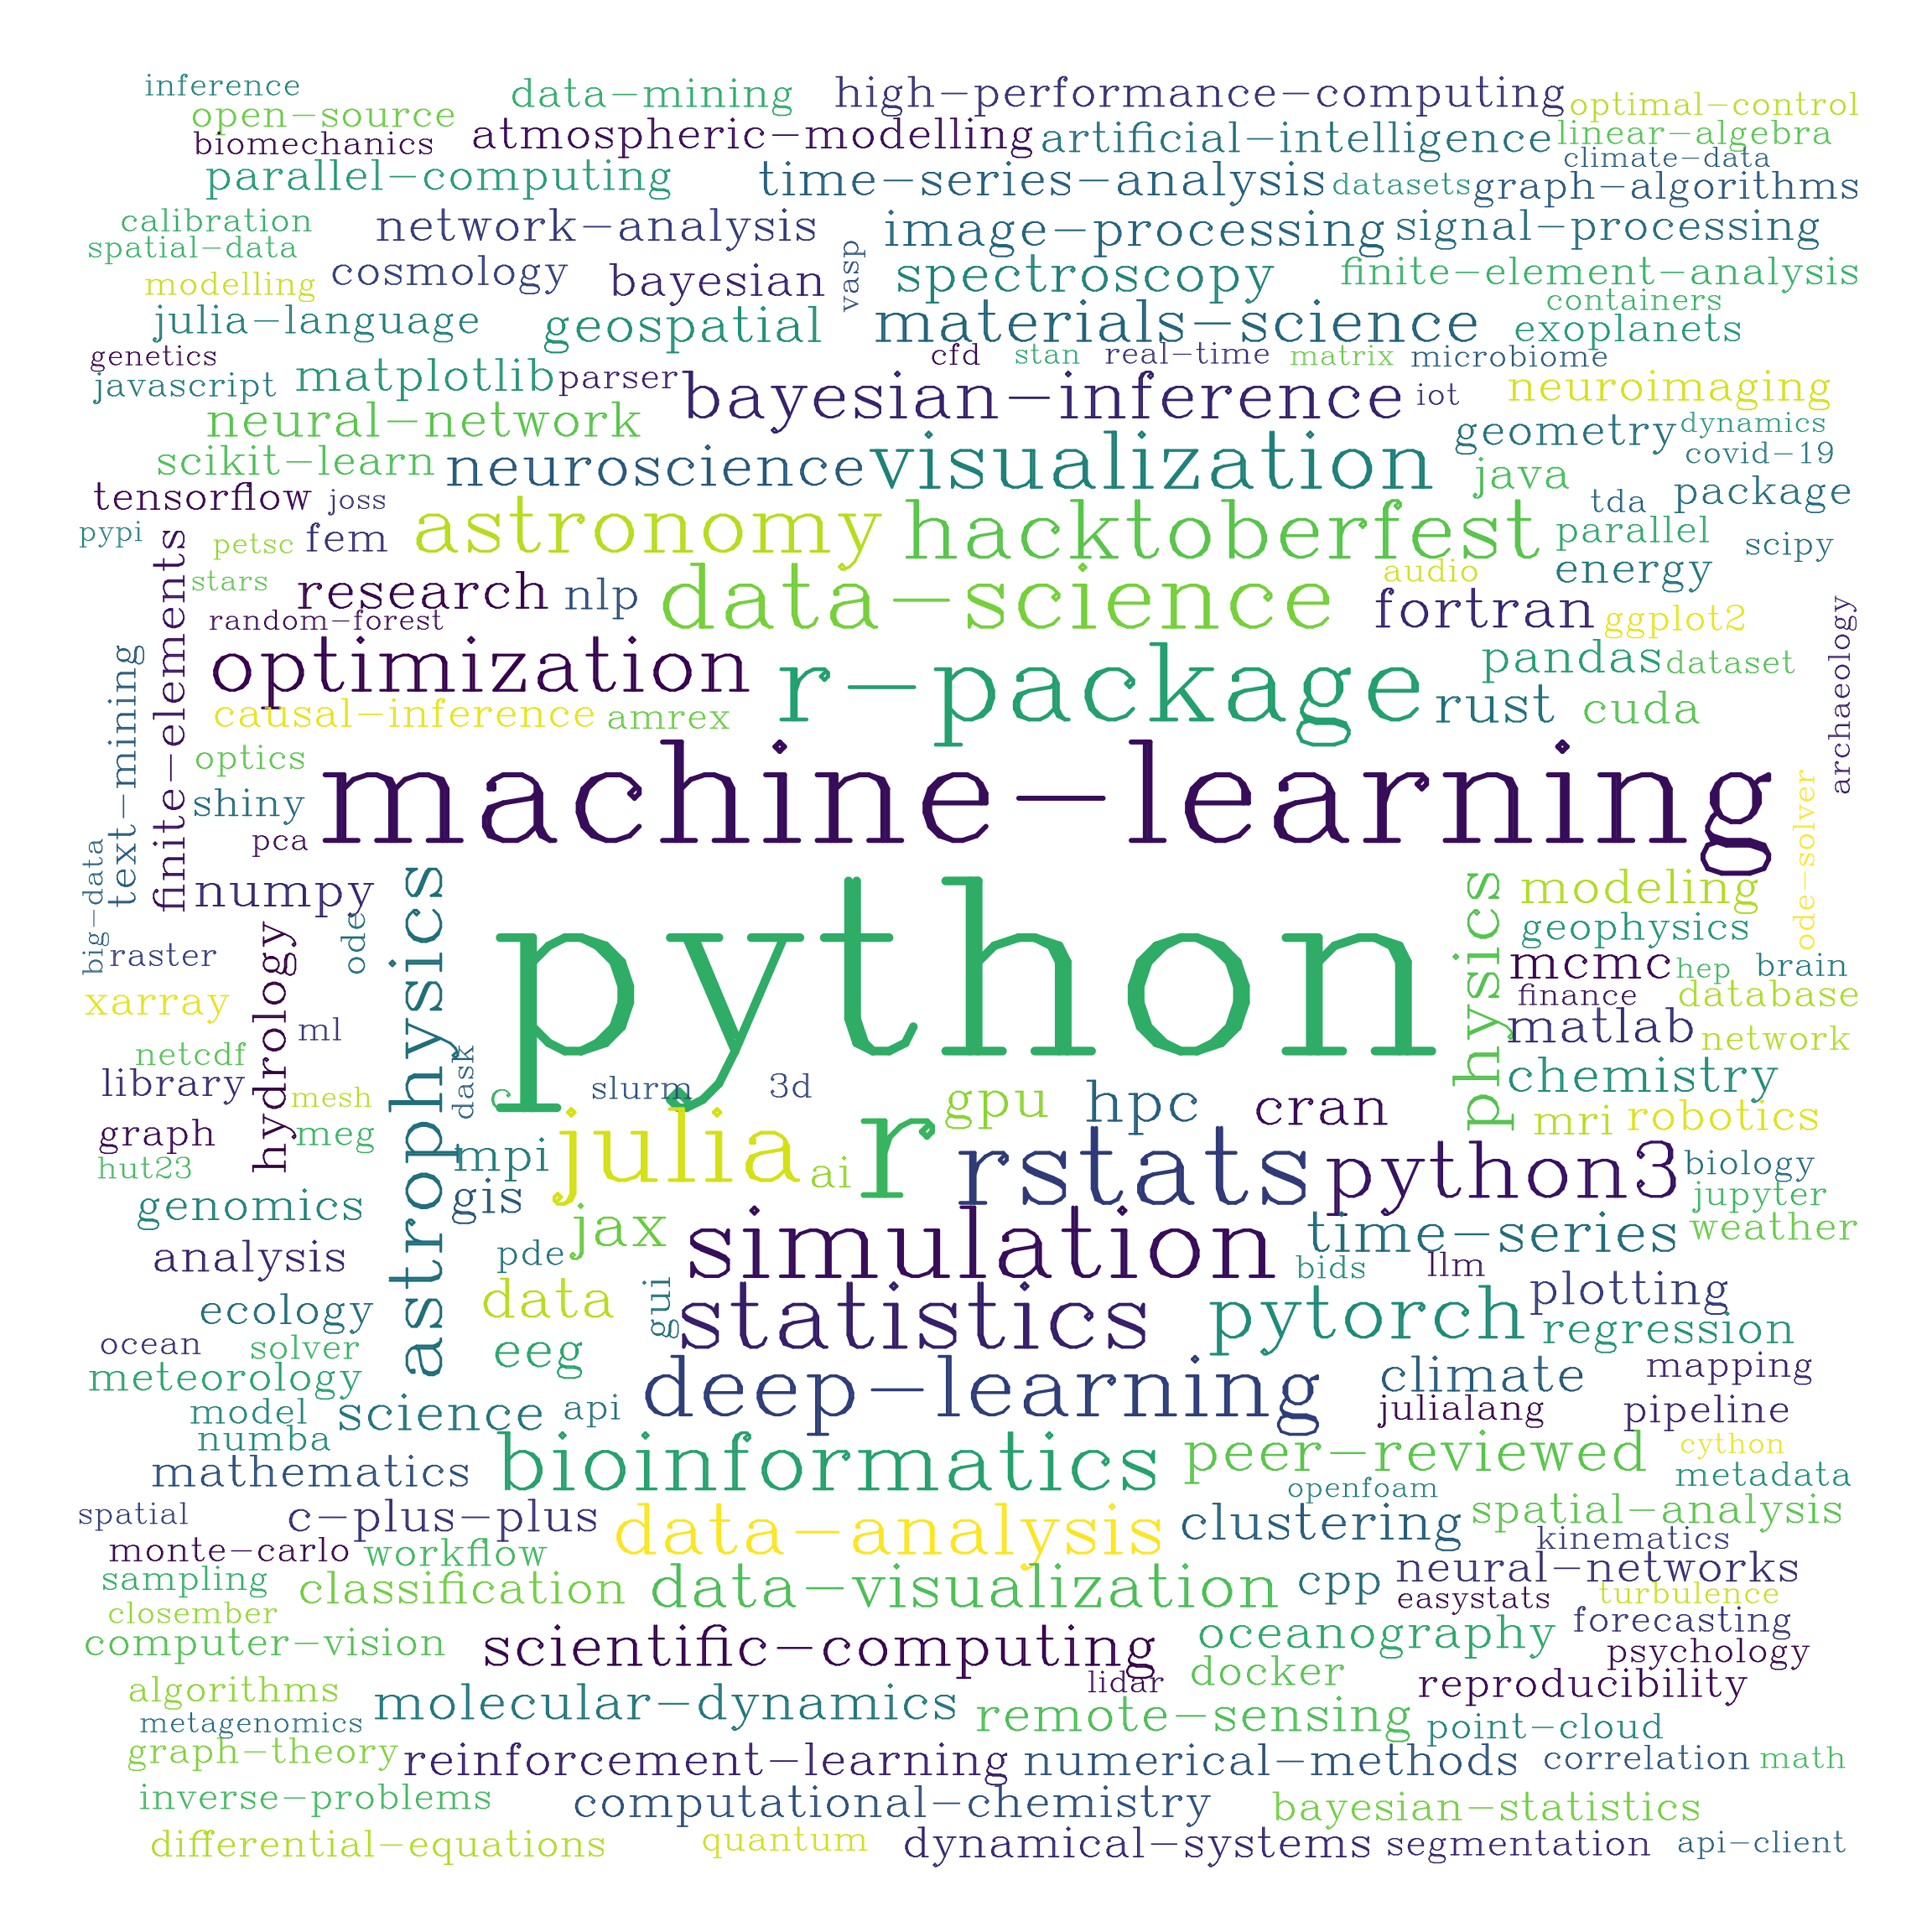 inference
data-mining
high-performance-computing
open-source
optimal-control
biomechanics
atmospheric-modelling
artificial-intelligence
linear-algebra
climate-data
parallel-computing
time-series-analysis
datasets
graph-algorithms
calibration
network-analysis
image-processing
signal-processing
spatial-data
cosmology
bayesian
vasp
spectroscopy
finite-element-analysis
modelling
containers
julia-language
geospatial
materials-science
exoplanets
genetics
cfd
stan
real-time
matrix
microbiome
javascript
matplotlib
parser
bayesian-inference
iot
neuroimaging
neural-network
geometry
dynamics
scikit-learn
neuroscience
visualization
java
covid-19
tensorflow
joss
tda
package
pypi
petsc
fem
astronomy
hacktoberfest
parallel
scipy
finite-elements
stars
research
nlp
data-science
audio
energy
random-forest
fortran
ggplot2
archaeology
text-mining
optimization
r-package
pandas
dataset
causal-inference
amrex
rust
cuda
optics
machine-learning
shiny
pca
ode-solver
big-data
numpy
astrophysics
python
physics
modeling
raster
hydrology
ode
geophysics
mcmc
hep
brain
xarray
ml
finance
database
netcdf
matlab
network
library
mesh
dask
c
slurm
3d
gpu
hpc
cran
chemistry
graph
meg
mri
robotics
hut23
mpi
julia
ai
r
rstats
python3
biology
genomics
gis
jupyter
analysis
jax
simulation
time-series
weather
pde
bids
llm
ecology
data
gui
statistics
pytorch
plotting
ocean
solver
eeg
regression
meteorology
deep-learning
climate
mapping
model
science
api
julialang
pipeline
numba
bioinformatics
peer-reviewed
cython
mathematics
metadata
openfoam
spatial
c-plus-plus
data-analysis
clustering
spatial-analysis
monte-carlo
workflow
kinematics
sampling
classification
data-visualization
cpp
neural-networks
closember
easystats
turbulence
computer-vision
scientific-computing
oceanography
forecasting
psychology
algorithms
lidar
docker
reproducibility
metagenomics
molecular-dynamics
remote-sensing
point-cloud
graph-theory
reinforcement-learning
numerical-methods
correlation
math
inverse-problems
computational-chemistry
bayesian-statistics
differential-equations
quantum
dynamical-systems
segmentation
api-client